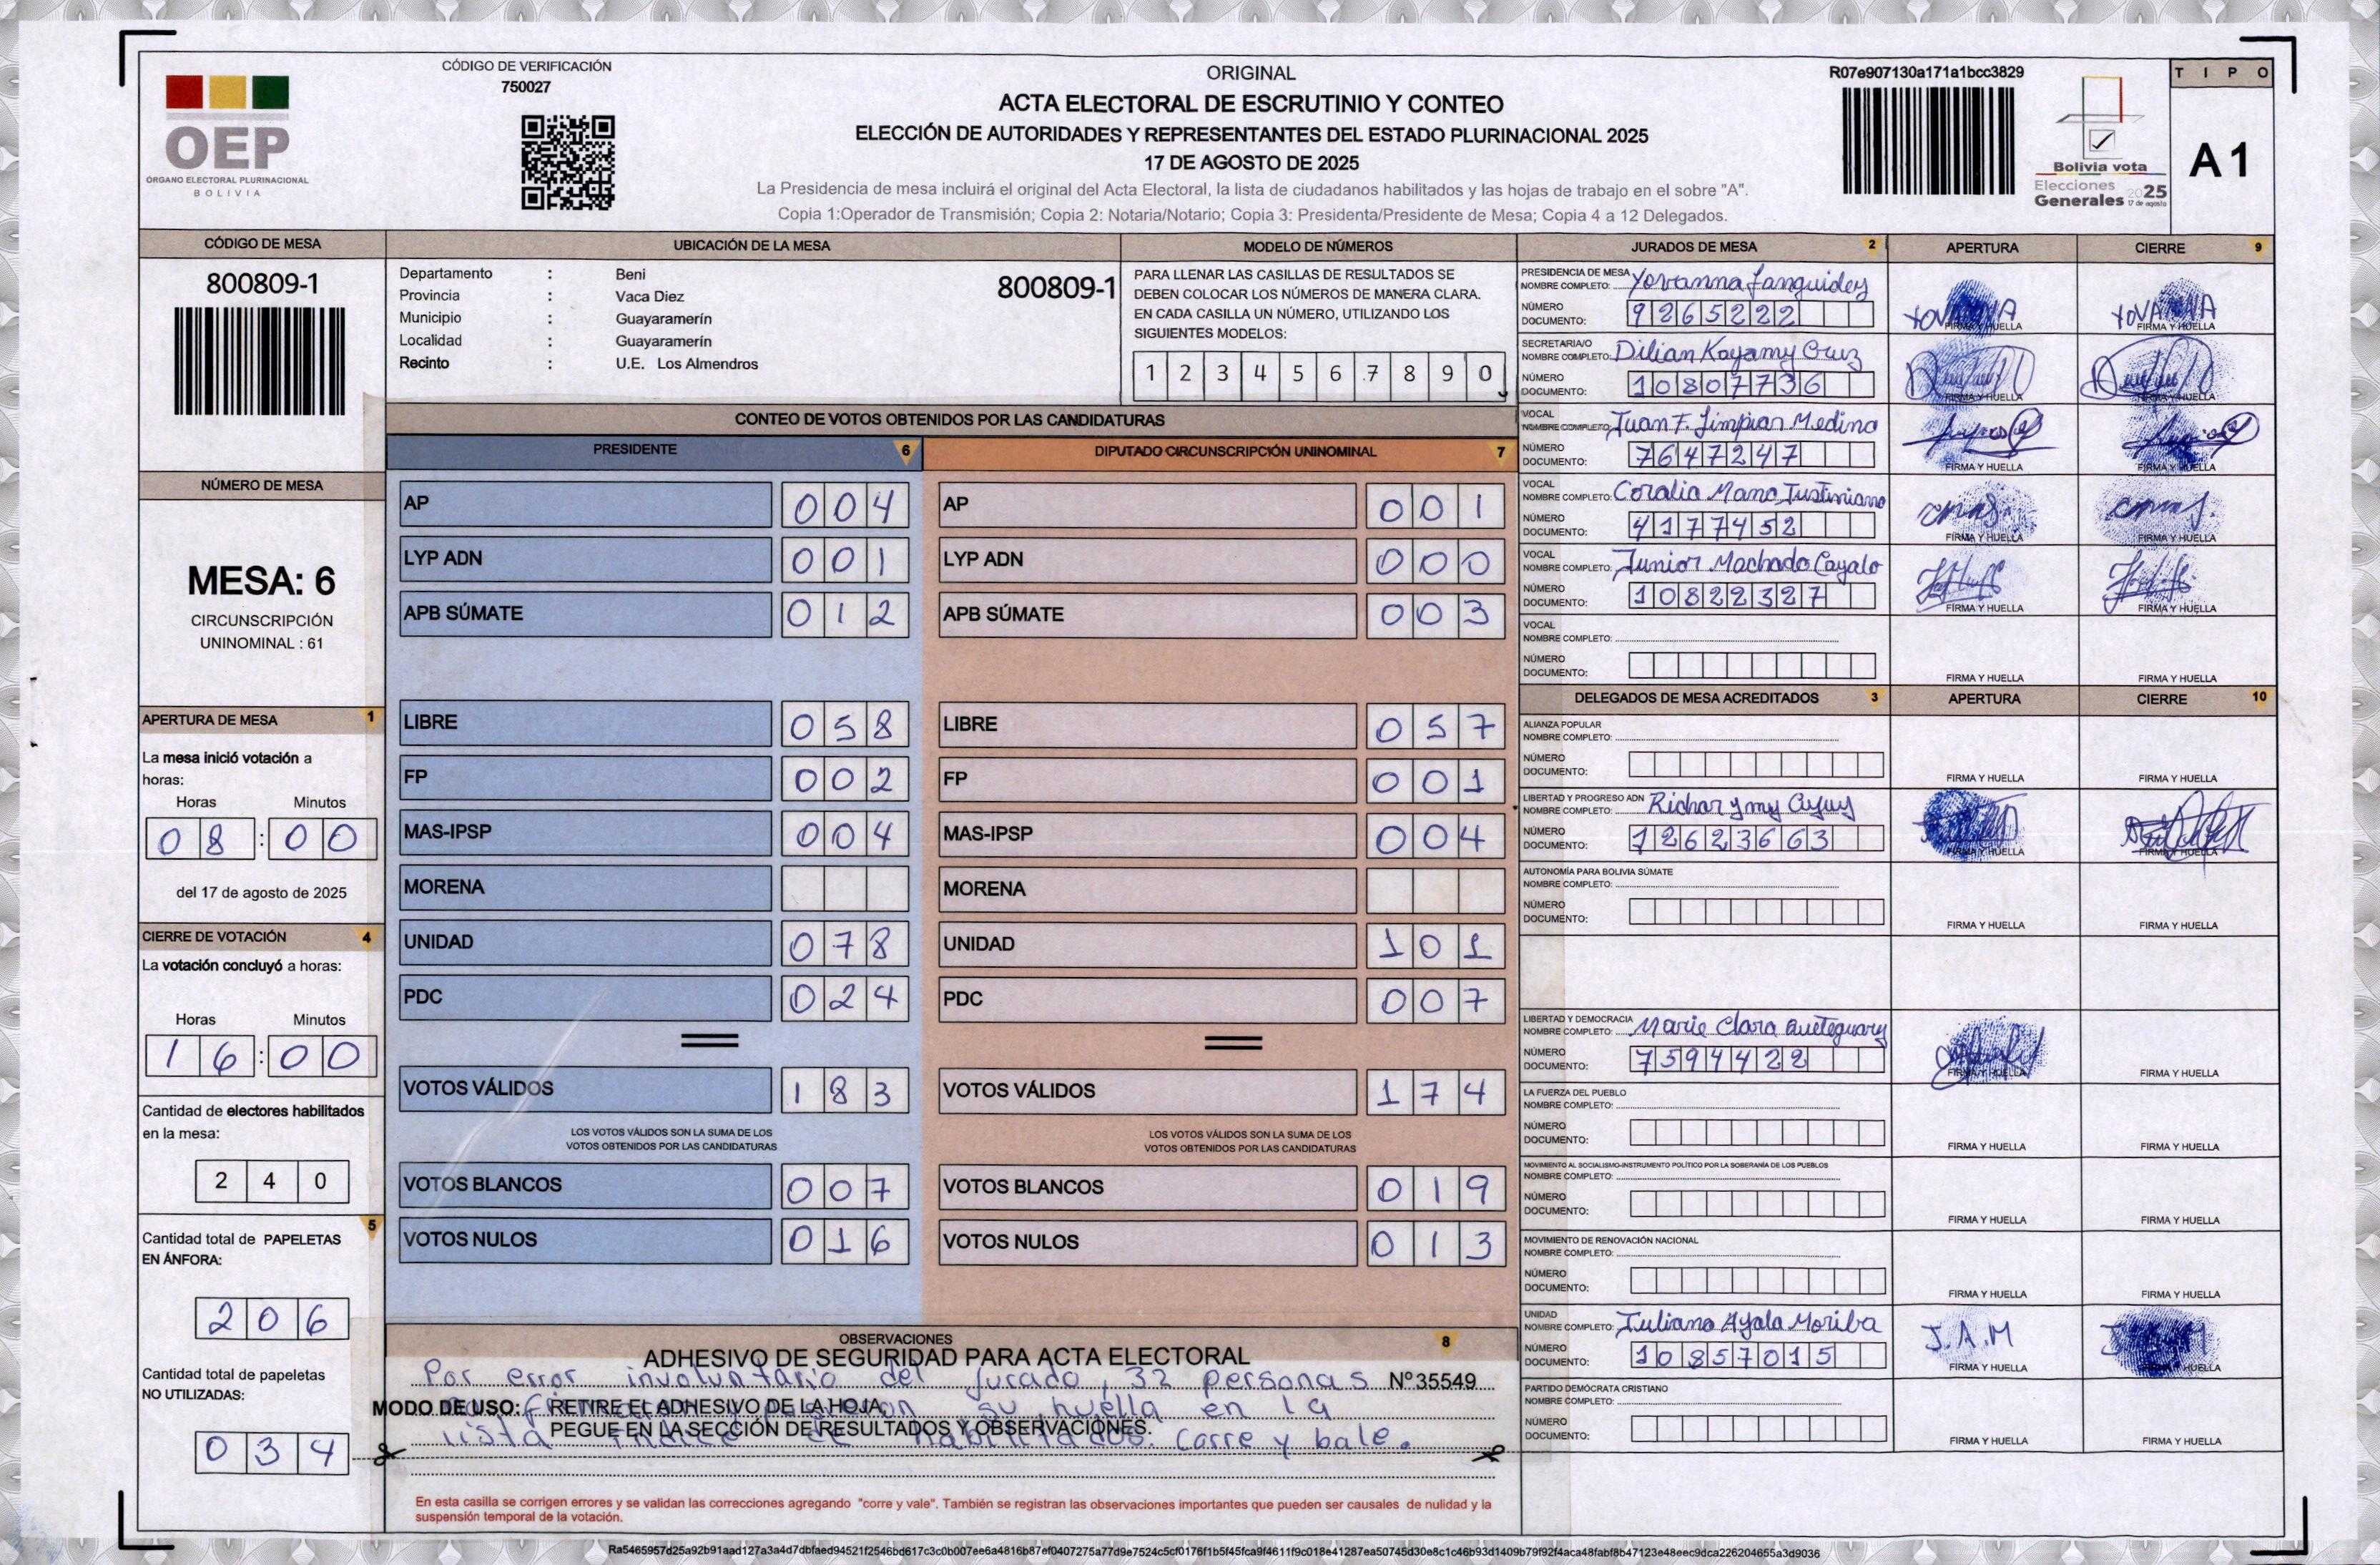 CÓDIGO DE VERIFICACIÓN
750027
OEP
ÓRGANO ELECTORAL PLURINACIONAL
BOLIVIA
ORIGINAL
ACTA ELECTORAL DE ESCRUTINIO Y CONTEO
ELECCIÓN DE AUTORIDADES Y REPRESENTANTES DEL ESTADO PLURINACIONAL 2025
17 DE AGOSTO DE 2025
La Presidencia de mesa incluirá el original del Acta Electoral, la lista de ciudadanos habilitados y las hojas de trabajo en el sobre "A".
Copia 1:Operador de Transmisión; Copia 2: Notaria/Notario; Copia 3: Presidenta/Presidente de Mesa; Copia 4 a 12 Delegados.
R07e907130a171a1bcc3829
Bolivia vota
Elecciones 2025
Generales 17 de agosto
TIPO
A1
CÓDIGO DE MESA
800809-1
NÚMERO DE MESA
MESA: 6
CIRCUNSCRIPCIÓN
UNINOMINAL : 61
APERTURA DE MESA 1
La mesa inició votación a
horas:
Horas Minutos
08:00
del 17 de agosto de 2025
CIERRE DE VOTACIÓN 4
La votación concluyó a horas:
Horas Minutos
16:00
Cantidad de electores habilitados
en la mesa:
240
5
Cantidad total de PAPELETAS
EN ÁNFORA:
206
Cantidad total de papeletas
NO UTILIZADAS:
034
UBICACIÓN DE LA MESA
Departamento : Beni
800809-1
Provincia : Vaca Diez
Municipio : Guayaramerín
Localidad : Guayaramerín
Recinto : U.E. Los Almendros
MODELO DE NÚMEROS
PARA LLENAR LAS CASILLAS DE RESULTADOS SE
DEBEN COLOCAR LOS NÚMEROS DE MANERA CLARA.
EN CADA CASILLA UN NÚMERO, UTILIZANDO LOS
SIGUIENTES MODELOS:
1 2 3 4 5 6 7 8 9 0
CONTEO DE VOTOS OBTENIDOS POR LAS CANDIDATURAS
PRESIDENTE 6
AP 004
LYP ADN 001
APB SÚMATE 012
LIBRE 058
FP 002
MAS-IPSP 004
MORENA
UNIDAD 078
PDC 024
VOTOS VÁLIDOS 183
LOS VOTOS VÁLIDOS SON LA SUMA DE LOS
VOTOS OBTENIDOS POR LAS CANDIDATURAS
VOTOS BLANCOS 007
VOTOS NULOS 016
DIPUTADO CIRCUNSCRIPCIÓN UNINOMINAL 7
AP 001
LYP ADN 000
APB SÚMATE 003
LIBRE 057
FP 001
MAS-IPSP 004
MORENA
UNIDAD 101
PDC 007
VOTOS VÁLIDOS 174
LOS VOTOS VÁLIDOS SON LA SUMA DE LOS
VOTOS OBTENIDOS POR LAS CANDIDATURAS
VOTOS BLANCOS 019
VOTOS NULOS 013
OBSERVACIONES 8
ADHESIVO DE SEGURIDAD PARA ACTA ELECTORAL
Por error involuntario del jurado, 32 personas
Nº35549
MODO DE USO: RETIRE EL ADHESIVO DE LA HOJA,
su huella en la
PEGUE EN LA SECCIÓN DE RESULTADOS Y OBSERVACIONES.
lista habilitados. Corre y bale.
En esta casilla se corrigen errores y se validan las correcciones agregando "corre y vale". También se registran las observaciones importantes que pueden ser causales de nulidad y la
suspensión temporal de la votación.
JURADOS DE MESA 2 APERTURA CIERRE 9
PRESIDENCIA DE MESA
NOMBRE COMPLETO: Yovanna Languidey
NÚMERO
DOCUMENTO: 9265222
YOVANNA YOVANNA
FIRMA Y HUELLA FIRMA Y HUELLA
SECRETARIA/O
NOMBRE COMPLETO: Dilian Kayamy Cruz
NÚMERO
DOCUMENTO: 10807736
FIRMA Y HUELLA FIRMA Y HUELLA
VOCAL
NOMBRE COMPLETO: Juan F. Limpias Medina
NÚMERO
DOCUMENTO: 7647247
FIRMA Y HUELLA FIRMA Y HUELLA
VOCAL
NOMBRE COMPLETO: Coralia Mano Justiniano
NÚMERO
DOCUMENTO: 4177452
FIRMA Y HUELLA FIRMA Y HUELLA
VOCAL
NOMBRE COMPLETO: Junior Machado Cayalo
NÚMERO
DOCUMENTO: 10822327
FIRMA Y HUELLA FIRMA Y HUELLA
VOCAL
NOMBRE COMPLETO:
NÚMERO
DOCUMENTO:
FIRMA Y HUELLA FIRMA Y HUELLA
DELEGADOS DE MESA ACREDITADOS 3 APERTURA CIERRE 10
ALIANZA POPULAR
NOMBRE COMPLETO:
NÚMERO
DOCUMENTO:
FIRMA Y HUELLA FIRMA Y HUELLA
LIBERTAD Y PROGRESO ADN
NOMBRE COMPLETO: Richar
NÚMERO
DOCUMENTO: 12623663
FIRMA Y HUELLA FIRMA Y HUELLA
AUTONOMÍA PARA BOLIVIA SÚMATE
NOMBRE COMPLETO:
NÚMERO
DOCUMENTO:
FIRMA Y HUELLA FIRMA Y HUELLA
LIBERTAD Y DEMOCRACIA
NOMBRE COMPLETO: Marie Clara
NÚMERO
DOCUMENTO: 7594422
FIRMA Y HUELLA FIRMA Y HUELLA
LA FUERZA DEL PUEBLO
NOMBRE COMPLETO:
NÚMERO
DOCUMENTO:
FIRMA Y HUELLA FIRMA Y HUELLA
MOVIMIENTO AL SOCIALISMO-INSTRUMENTO POLÍTICO POR LA SOBERANÍA DE LOS PUEBLOS
NOMBRE COMPLETO:
NÚMERO
DOCUMENTO:
FIRMA Y HUELLA FIRMA Y HUELLA
MOVIMIENTO DE RENOVACIÓN NACIONAL
NOMBRE COMPLETO:
NÚMERO
DOCUMENTO:
FIRMA Y HUELLA FIRMA Y HUELLA
UNIDAD
NOMBRE COMPLETO: Juliana Ayala Moriba
NÚMERO
DOCUMENTO: 10857015
J.A.M
FIRMA Y HUELLA FIRMA Y HUELLA
PARTIDO DEMÓCRATA CRISTIANO
NOMBRE COMPLETO:
NÚMERO
DOCUMENTO:
FIRMA Y HUELLA FIRMA Y HUELLA